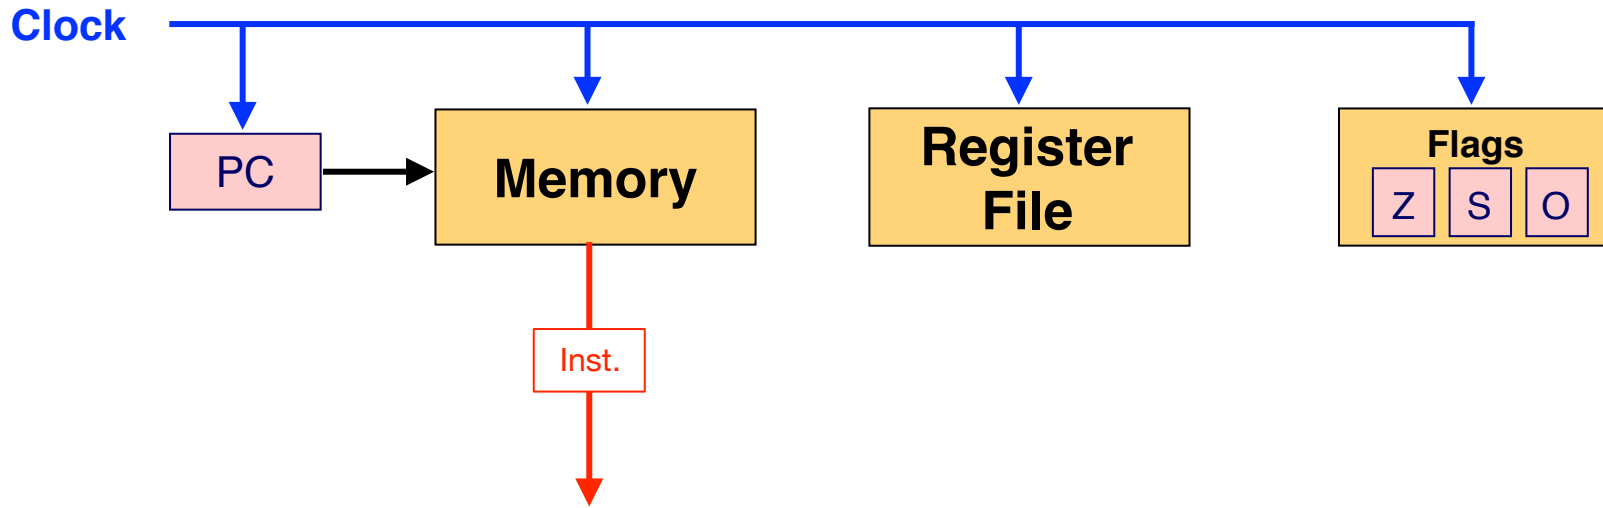 Clock
PC
Memory
Register
File
Flags
Z S O
Inst.